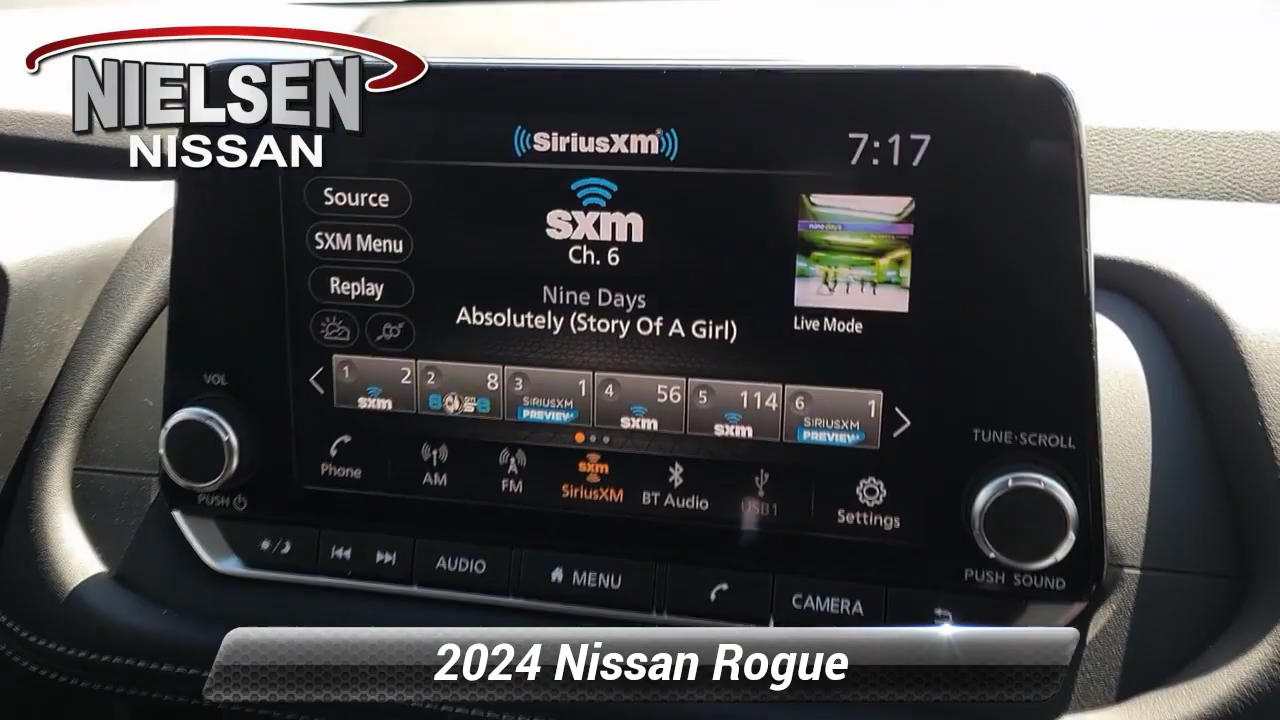 NIELSEN
NISSAN
SiriusXM
7:17
Source
SXM Menu
Replay
sxm
Ch. 6
Nine Days
Absolutely (Story Of A Girl)
nine days
Live Mode
1 2 sxm
2 8
3 1 SIRIUSXM PREVIEW
4 56 sxm
5 114 sxm
6 1 SIRIUSXM PREVIEW
Phone
AM
FM
sxm
SiriusXM
BT Audio
USB1
Settings
VOL
PUSH
TUNE·SCROLL
PUSH SOUND
AUDIO
MENU
CAMERA
2024 Nissan Rogue